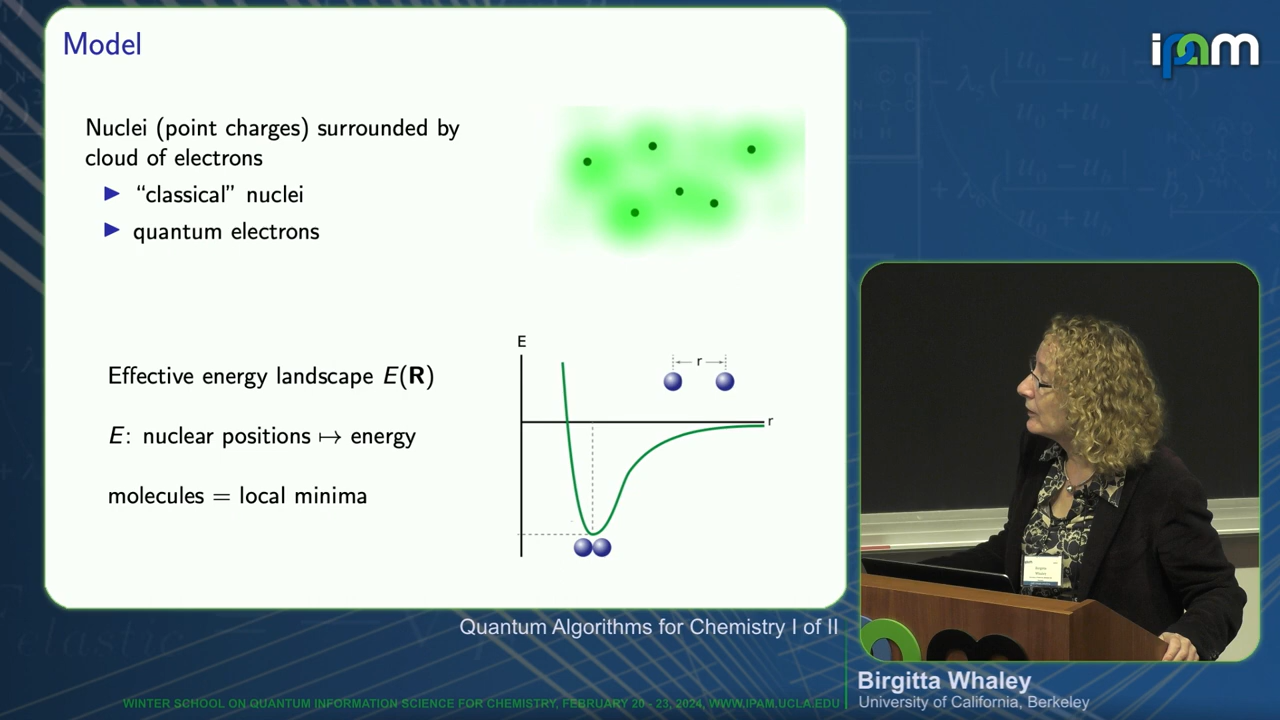 Model
Nuclei (point charges) surrounded by
cloud of electrons
▶ “classical” nuclei
▶ quantum electrons
Effective energy landscape E(R)
E: nuclear positions ↦ energy
molecules = local minima
E
r
r
ipam
Quantum Algorithms for Chemistry I of II
Birgitta Whaley
University of California, Berkeley
WINTER SCHOOL ON QUANTUM INFORMATION SCIENCE FOR CHEMISTRY, FEBRUARY 20 - 23, 2024, WWW.IPAM.UCLA.EDU